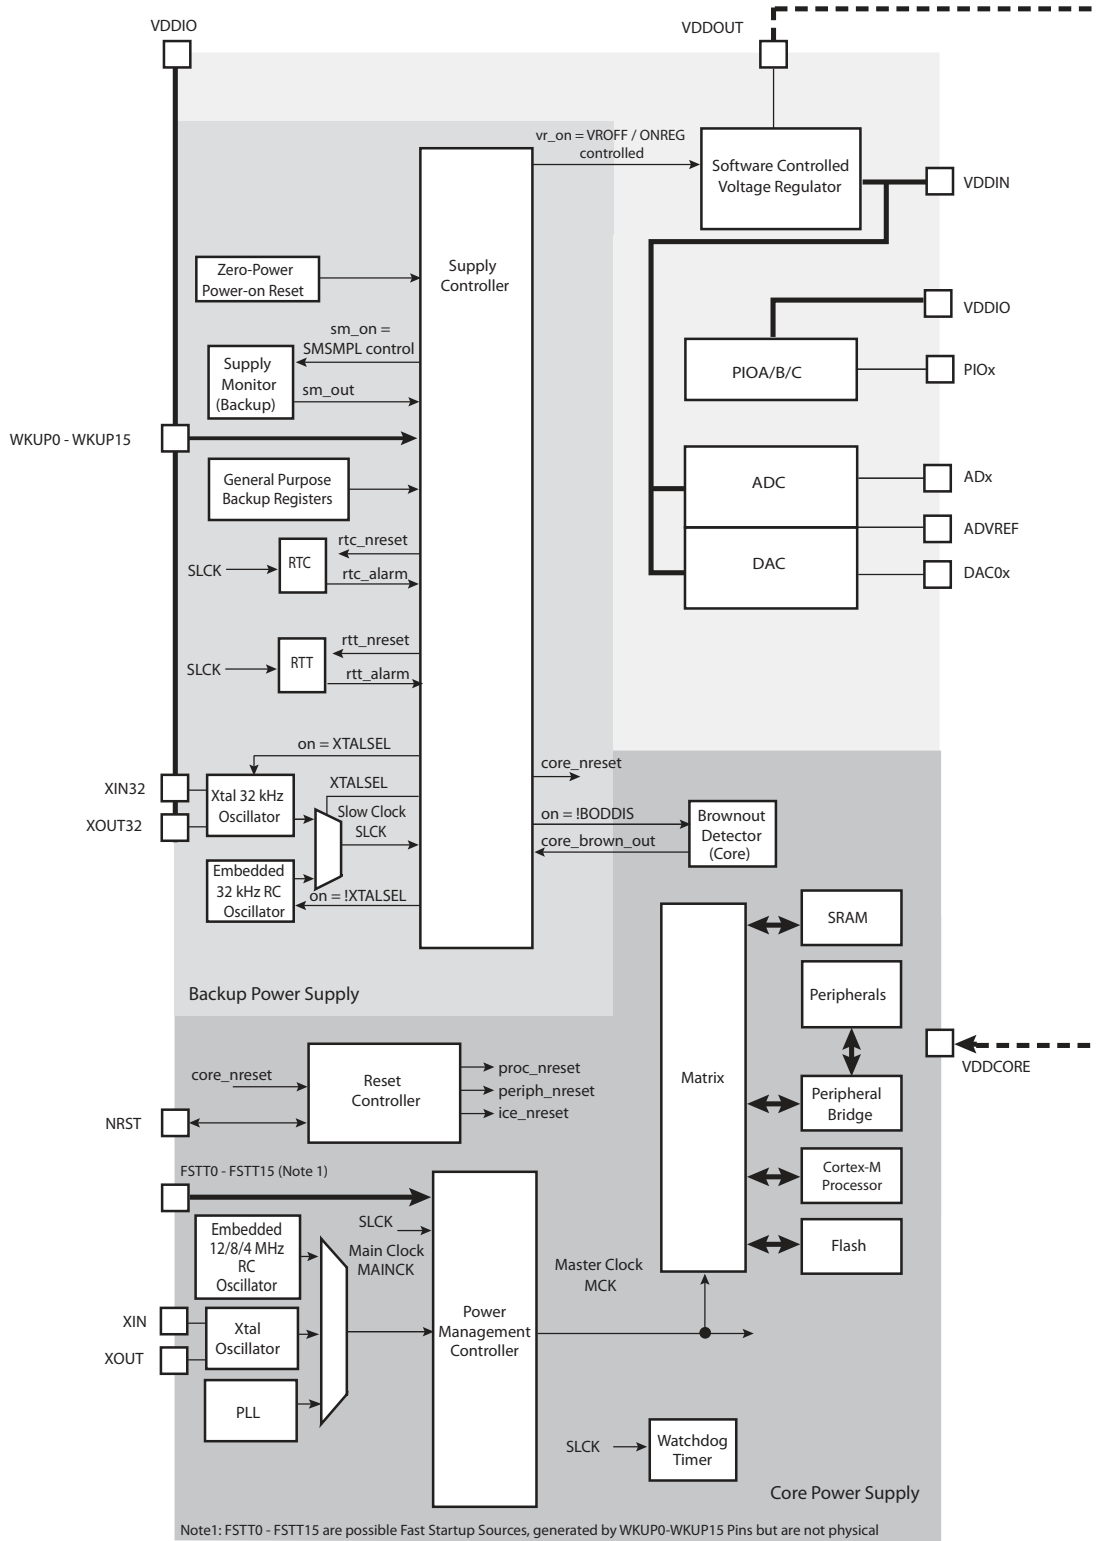 VDDIO
VDDOUT
vr_on = VROFF / ONREG
controlled
Software Controlled
Voltage Regulator
VDDIN
Supply
Controller
Zero-Power
Power-on Reset
VDDIO
sm_on =
SMSMPL control
Supply
Monitor
(Backup)
sm_out
PIOA/B/C
PIOx
WKUP0 - WKUP15
General Purpose
Backup Registers
ADC
ADx
ADVREF
DAC
DAC0x
rtc_nreset
SLCK
RTC
rtc_alarm
rtt_nreset
SLCK
RTT
rtt_alarm
on = XTALSEL
core_nreset
XIN32
XTALSEL
Xtal 32 kHz
Oscillator
Slow Clock
SLCK
XOUT32
on = !BODDIS
core_brown_out
Brownout
Detector
(Core)
Embedded
32 kHz RC
Oscillator
on = !XTALSEL
SRAM
Backup Power Supply
Peripherals
VDDCORE
Matrix
core_nreset
Reset
Controller
proc_nreset
periph_nreset
ice_nreset
Peripheral
Bridge
NRST
FSTT0 - FSTT15 (Note 1)
Cortex-M
Processor
SLCK
Embedded
12/8/4 MHz
RC
Oscillator
Main Clock
MAINCK
Flash
Master Clock
MCK
XIN
Xtal
Oscillator
Power
Management
Controller
XOUT
PLL
SLCK
Watchdog
Timer
Core Power Supply
Note1: FSTT0 - FSTT15 are possible Fast Startup Sources, generated by WKUP0-WKUP15 Pins but are not physical